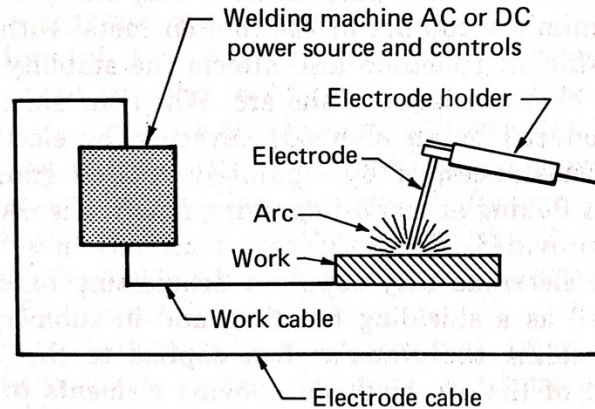 Welding machine AC or DC
power source and controls
Electrode holder
Electrode
Arc
Work
Work cable
Electrode cable